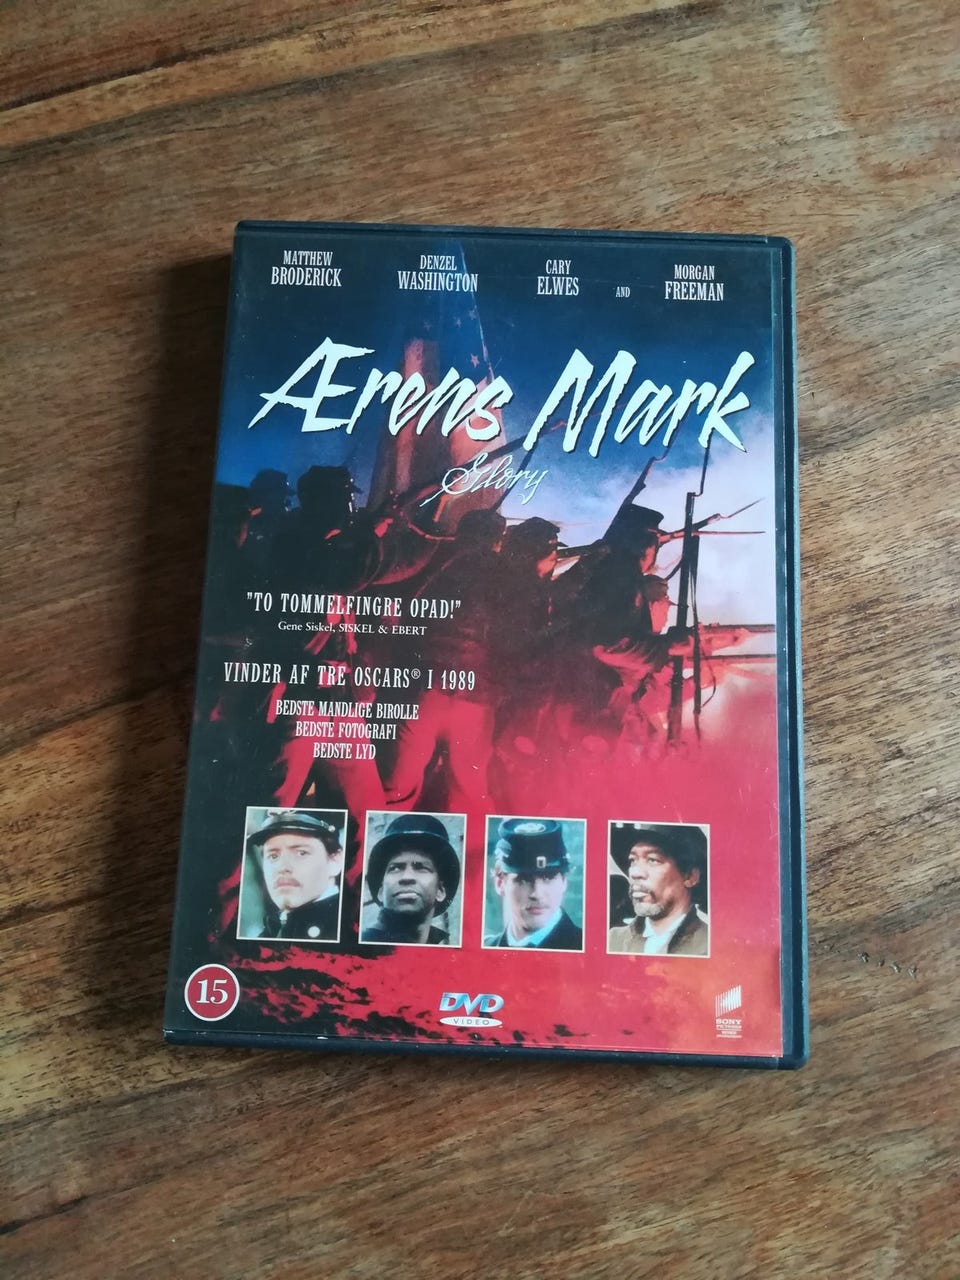 MATTHEW BRODERICK
DENZEL WASHINGTON
CARY ELWES
AND
MORGAN FREEMAN
Ærens Mark
Glory
"TO TOMMELFINGRE OPAD!"
Gene Siskel, SISKEL & EBERT
VINDER AF TRE OSCARS® I 1989
BEDSTE MANDLIGE BIROLLE
BEDSTE FOTOGRAFI
BEDSTE LYD
15
DVD
VIDEO
SONY
PICTURES